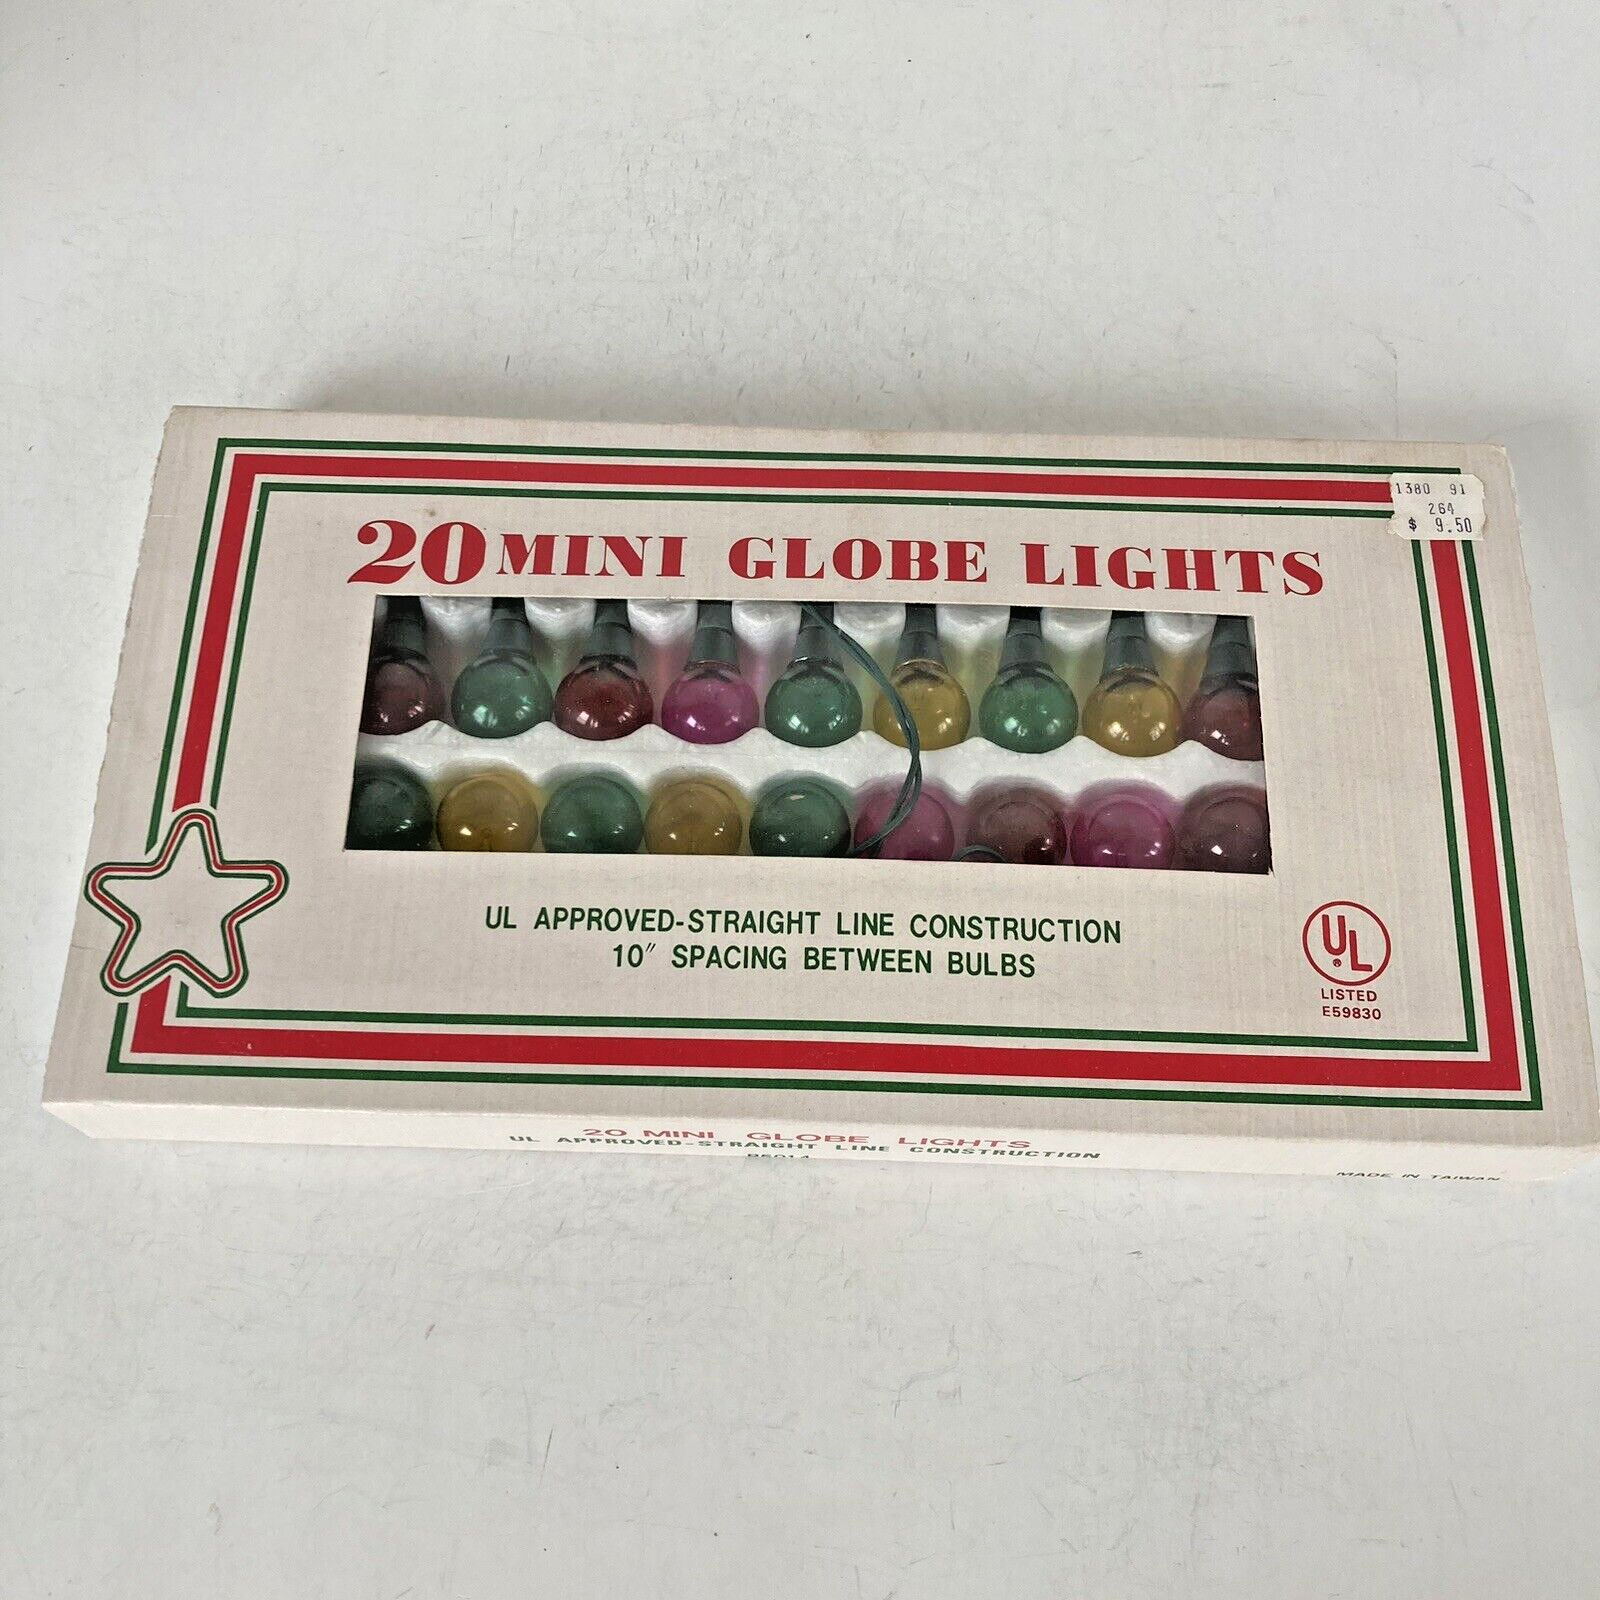 1380 91
264
$ 9.50
20 MINI GLOBE LIGHTS
UL APPROVED-STRAIGHT LINE CONSTRUCTION
10" SPACING BETWEEN BULBS
UL
®
LISTED
E59830
20 MINI GLOBE LIGHTS
UL APPROVED-STRAIGHT LINE CONSTRUCTION
MADE IN TAIWAN